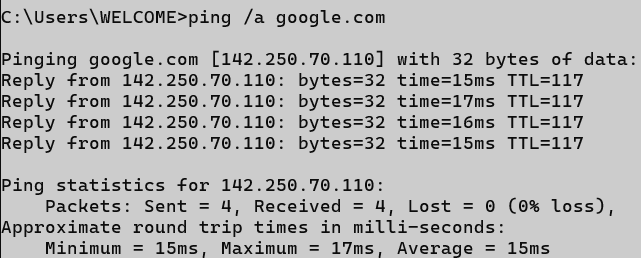 C:\Users\WELCOME>ping /a google.com
Pinging google.com [142.250.70.110] with 32 bytes of data:
Reply from 142.250.70.110: bytes=32 time=15ms TTL=117
Reply from 142.250.70.110: bytes=32 time=17ms TTL=117
Reply from 142.250.70.110: bytes=32 time=16ms TTL=117
Reply from 142.250.70.110: bytes=32 time=15ms TTL=117
Ping statistics for 142.250.70.110:
Packets: Sent = 4, Received = 4, Lost = 0 (0% loss),
Approximate round trip times in milli-seconds:
Minimum = 15ms, Maximum = 17ms, Average = 15ms